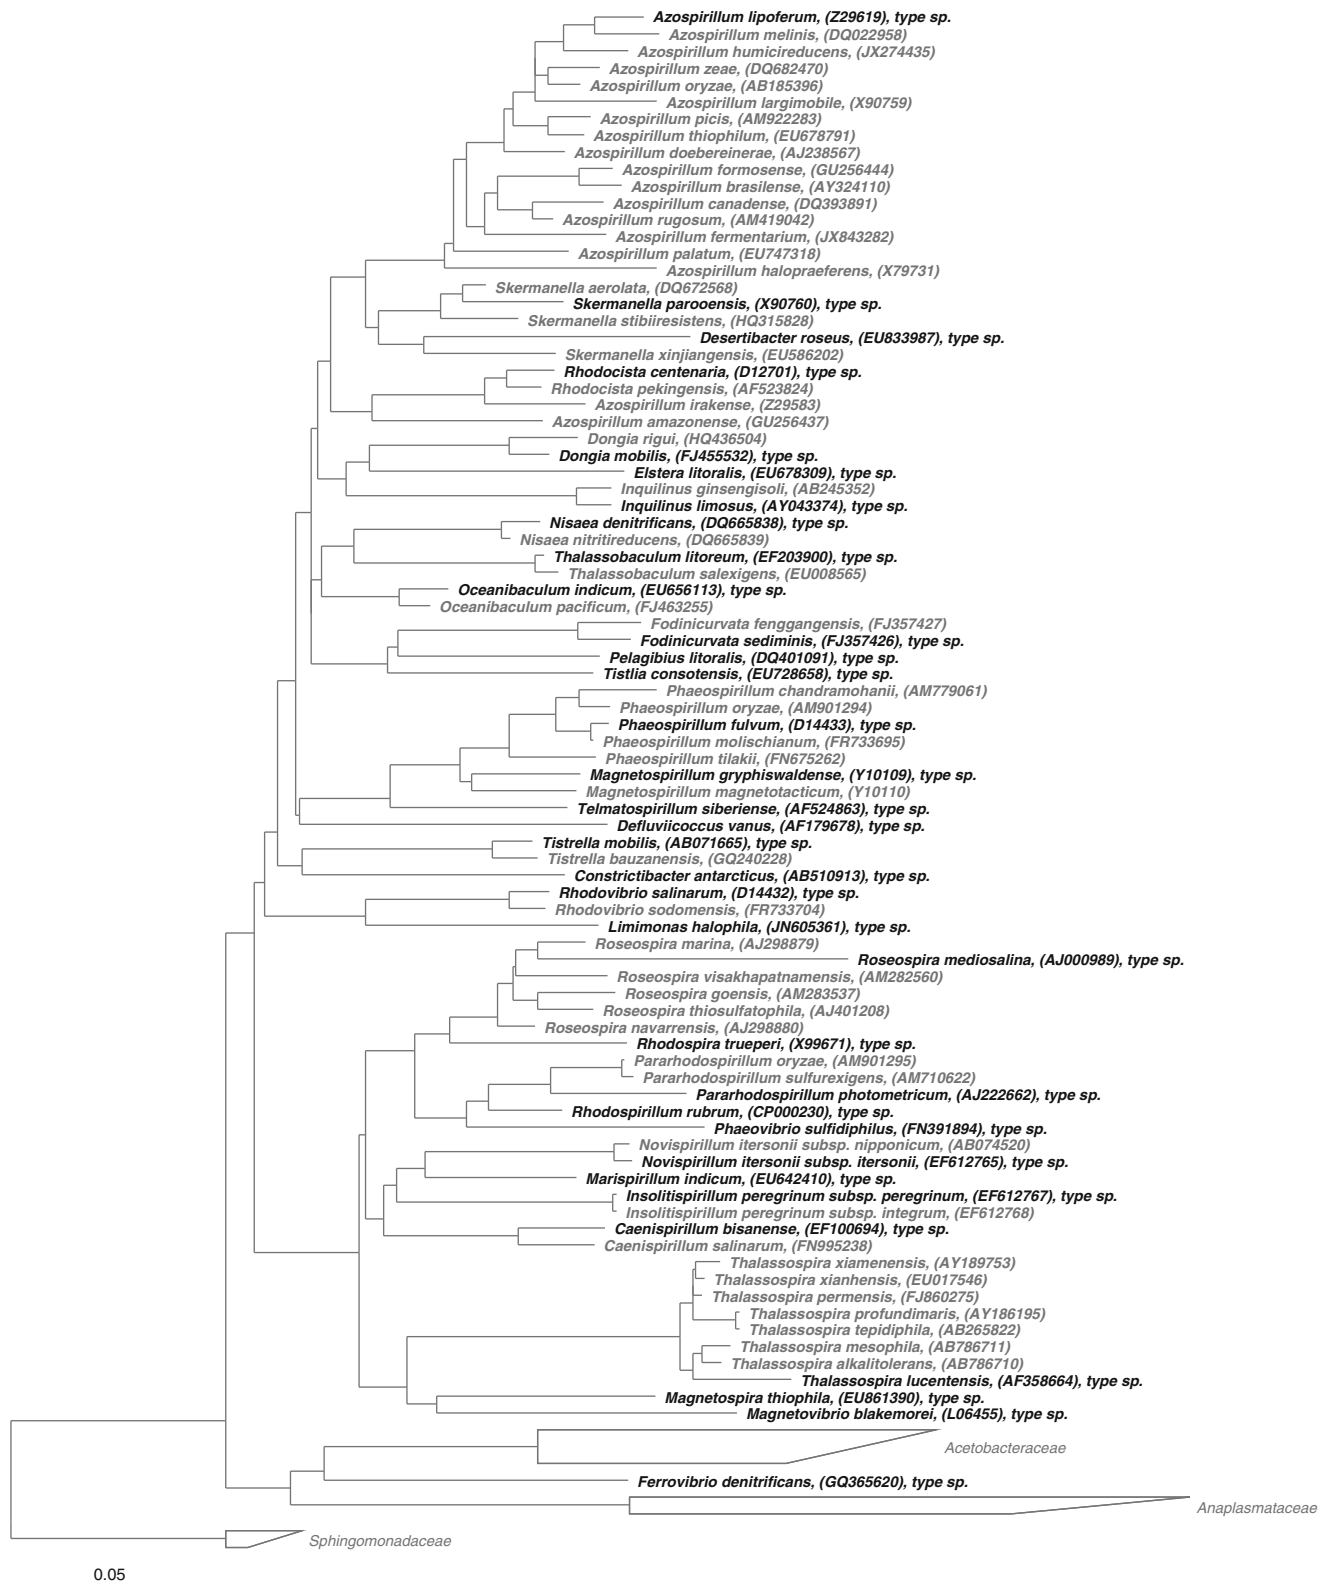 Azospirillum lipoferum, (Z29619), type sp.
Azospirillum melinis, (DQ022958)
Azospirillum humicireducens, (JX274435)
Azospirillum zeae, (DQ682470)
Azospirillum oryzae, (AB185396)
Azospirillum largimobile, (X90759)
Azospirillum picis, (AM922283)
Azospirillum thiophilum, (EU678791)
Azospirillum doebereinerae, (AJ238567)
Azospirillum formosense, (GU256444)
Azospirillum brasilense, (AY324110)
Azospirillum canadense, (DQ393891)
Azospirillum rugosum, (AM419042)
Azospirillum fermentarium, (JX843282)
Azospirillum palatum, (EU747318)
Azospirillum halopraeferens, (X79731)
Skermanella aerolata, (DQ672568)
Skermanella parooensis, (X90760), type sp.
Skermanella stibiiresistens, (HQ315828)
Desertibacter roseus, (EU833987), type sp.
Skermanella xinjiangensis, (EU586202)
Rhodocista centenaria, (D12701), type sp.
Rhodocista pekingensis, (AF523824)
Azospirillum irakense, (Z29583)
Azospirillum amazonense, (GU256437)
Dongia rigui, (HQ436504)
Dongia mobilis, (FJ455532), type sp.
Elstera litoralis, (EU678309), type sp.
Inquilinus ginsengisoli, (AB245352)
Inquilinus limosus, (AY043374), type sp.
Nisaea denitrificans, (DQ665838), type sp.
Nisaea nitritireducens, (DQ665839)
Thalassobaculum litoreum, (EF203900), type sp.
Thalassobaculum salexigens, (EU008565)
Oceanibaculum indicum, (EU656113), type sp.
Oceanibaculum pacificum, (FJ463255)
Fodinicurvata fenggangensis, (FJ357427)
Fodinicurvata sediminis, (FJ357426), type sp.
Pelagibius litoralis, (DQ401091), type sp.
Tistlia consotensis, (EU728658), type sp.
Phaeospirillum chandramohanii, (AM779061)
Phaeospirillum oryzae, (AM901294)
Phaeospirillum fulvum, (D14433), type sp.
Phaeospirillum molischianum, (FR733695)
Phaeospirillum tilakii, (FN675262)
Magnetospirillum gryphiswaldense, (Y10109), type sp.
Magnetospirillum magnetotacticum, (Y10110)
Telmatospirillum siberiense, (AF524863), type sp.
Defluviicoccus vanus, (AF179678), type sp.
Tistrella mobilis, (AB071665), type sp.
Tistrella bauzanensis, (GQ240228)
Constrictibacter antarcticus, (AB510913), type sp.
Rhodovibrio salinarum, (D14432), type sp.
Rhodovibrio sodomensis, (FR733704)
Limimonas halophila, (JN605361), type sp.
Roseospira marina, (AJ298879)
Roseospira mediosalina, (AJ000989), type sp.
Roseospira visakhapatnamensis, (AM282560)
Roseospira goensis, (AM283537)
Roseospira thiosulfatophila, (AJ401208)
Roseospira navarrensis, (AJ298880)
Rhodospira trueperi, (X99671), type sp.
Pararhodospirillum oryzae, (AM901295)
Pararhodospirillum sulfurexigens, (AM710622)
Pararhodospirillum photometricum, (AJ222662), type sp.
Rhodospirillum rubrum, (CP000230), type sp.
Phaeovibrio sulfidiphilus, (FN391894), type sp.
Novispirillum itersonii subsp. nipponicum, (AB074520)
Novispirillum itersonii subsp. itersonii, (EF612765), type sp.
Marispirillum indicum, (EU642410), type sp.
Insolitispirillum peregrinum subsp. peregrinum, (EF612767), type sp.
Insolitispirillum peregrinum subsp. integrum, (EF612768)
Caenispirillum bisanense, (EF100694), type sp.
Caenispirillum salinarum, (FN995238)
Thalassospira xiamenensis, (AY189753)
Thalassospira xianhensis, (EU017546)
Thalassospira permensis, (FJ860275)
Thalassospira profundimaris, (AY186195)
Thalassospira tepidiphila, (AB265822)
Thalassospira mesophila, (AB786711)
Thalassospira alkalitolerans, (AB786710)
Thalassospira lucentensis, (AF358664), type sp.
Magnetospira thiophila, (EU861390), type sp.
Magnetovibrio blakemorei, (L06455), type sp.
Acetobacteraceae
Ferrovibrio denitrificans, (GQ365620), type sp.
Anaplasmataceae
Sphingomonadaceae
0.05